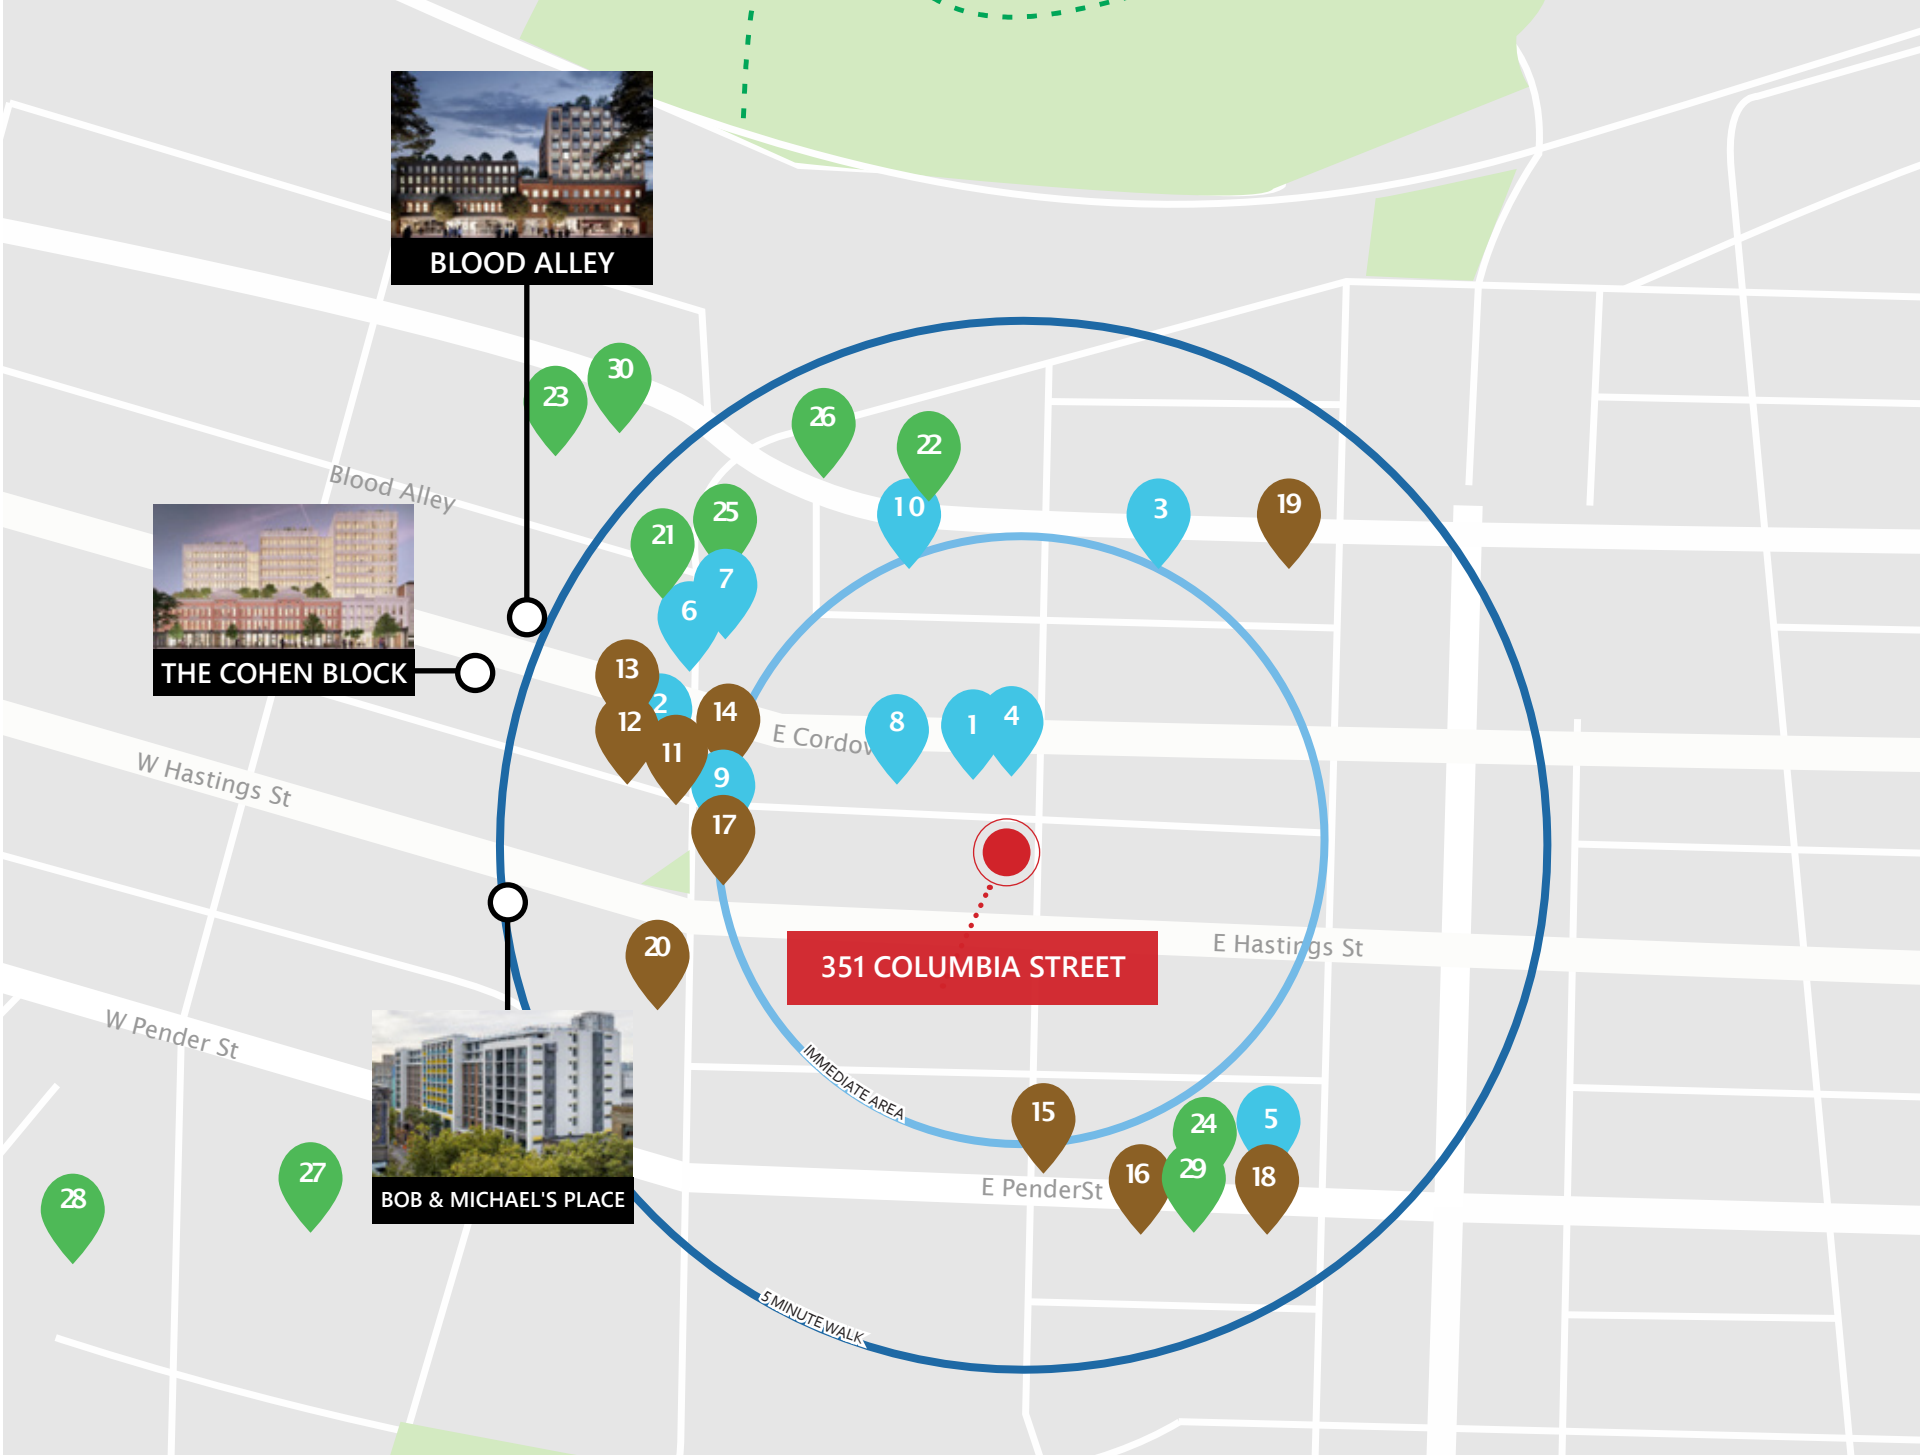 BLOOD ALLEY
30
23
26
22
Blood Alley
10
3
19
25
21
7
6
THE COHEN BLOCK
13
2
14
12
8
1
4
E Cordov
11
W Hastings St
9
17
20
E Hastings St
351 COLUMBIA STREET
W Pender St
IMMEDIATE AREA
15
24
5
27
16
29
18
28
E PenderSt
BOB & MICHAEL'S PLACE
5 MINUTE WALK